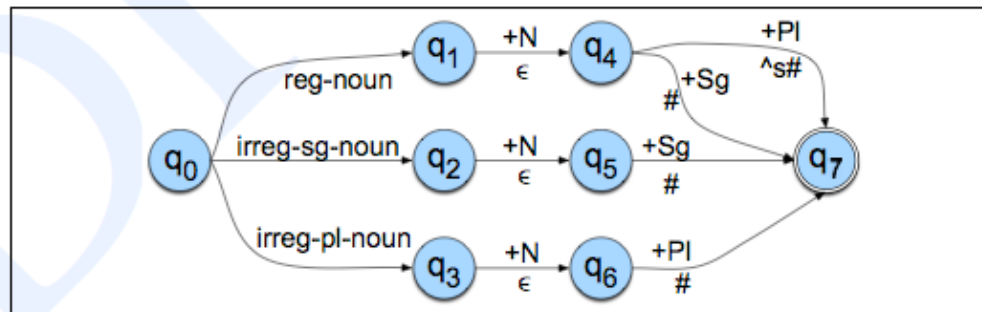 +Pl
^s#
q1 +N q4
ϵ
+Sg
#
reg-noun
q0 irreg-sg-noun q2 +N q5 +Sg q7
ϵ #
irreg-pl-noun
q3 +N q6 +Pl
ϵ #